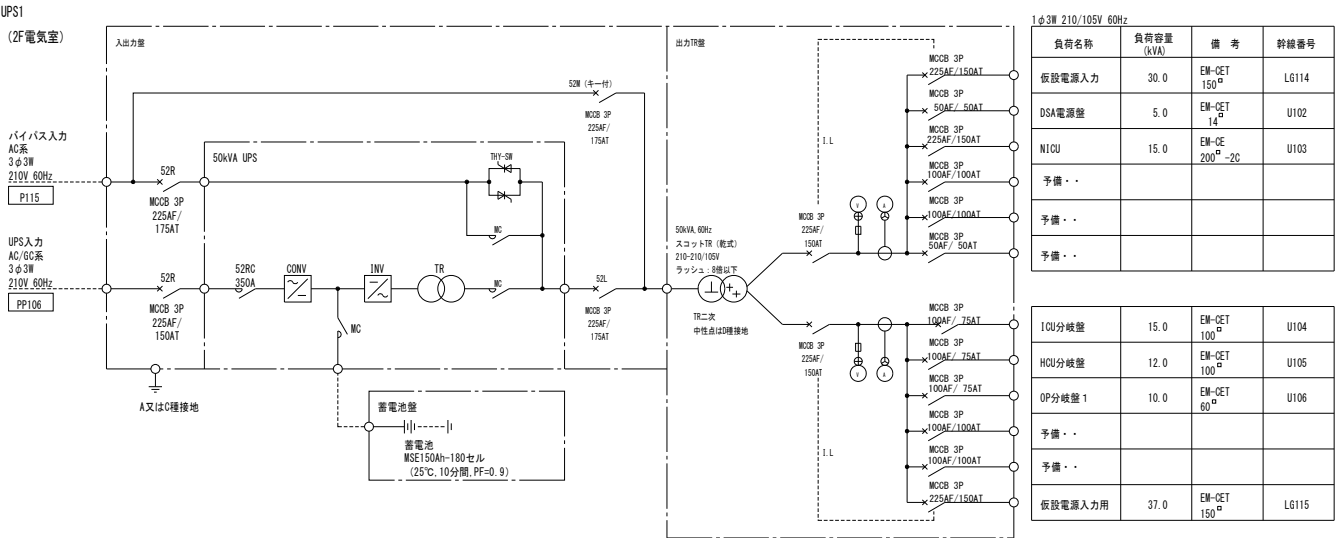 UPS1
(2F電気室)
入出力盤
出力TR盤
バイパス入力
AC系
3φ3W
210V 60Hz
P115
UPS入力
AC/GC系
3φ3W
210V 60Hz
PP106
52R
MCCB 3P
225AF/
175AT
52R
MCCB 3P
225AF/
150AT
50kVA UPS
52RC
350A
CONV
INV
TR
THY-SW
MC
MC
MC
A又はC種接地
蓄電池盤
蓄電池
MSE150Ah-180セル
(25℃,10分間,PF=0.9)
52M (キー付)
MCCB 3P
225AF/
175AT
52L
MCCB 3P
225AF/
175AT
50kVA,60Hz
スコットTR (乾式)
210-210/105V
ラッシュ:8倍以下
TR二次
中性点はD種接地
MCCB 3P
225AF/
150AT
V
A
I.L
MCCB 3P
225AF/150AT
MCCB 3P
50AF/ 50AT
MCCB 3P
225AF/150AT
MCCB 3P
100AF/100AT
MCCB 3P
100AF/100AT
MCCB 3P
50AF/ 50AT
MCCB 3P
225AF/
150AT
V
A
I.L
MCCB 3P
100AF/ 75AT
MCCB 3P
100AF/ 75AT
MCCB 3P
100AF/ 75AT
MCCB 3P
100AF/100AT
MCCB 3P
100AF/100AT
MCCB 3P
225AF/150AT
1φ3W 210/105V 60Hz
負荷名称 負荷容量 備 考 幹線番号
(kVA)
仮設電源入力 30.0 EM-CET LG114
150□
DSA電源盤 5.0 EM-CET U102
14□
NICU 15.0 EM-CE U103
200□ -2C
予備・・
予備・・
予備・・
ICU分岐盤 15.0 EM-CET U104
100□
HCU分岐盤 12.0 EM-CET U105
100□
OP分岐盤1 10.0 EM-CET U106
60□
予備・・
予備・・
仮設電源入力用 37.0 EM-CET LG115
150□